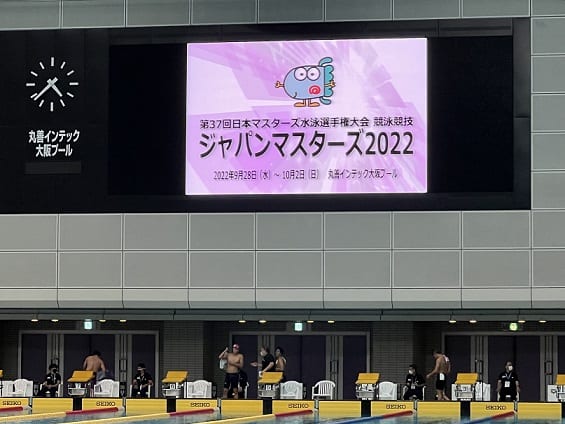 丸善インテック
大阪プール
第37回日本マスターズ水泳選手権大会 競泳競技
ジャパンマスターズ2022
2022年9月28日（水）～10月2日（日） 丸善インテック大阪プール
SEIKO
SEIKO
SEIKO
SEIKO
SEIKO